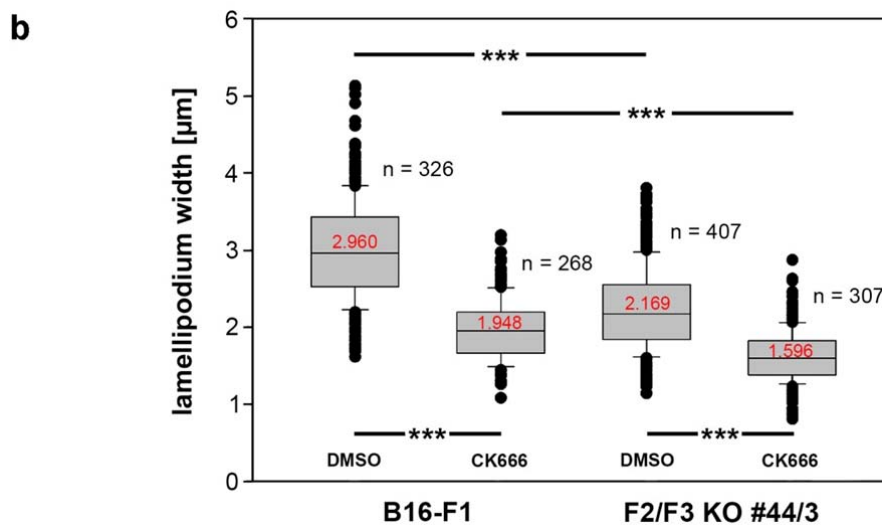 b
lamellipodium width [µm]
6
5
4
3
2
1
0
***
***
n = 326
n = 407
n = 268
n = 307
2.960
2.169
1.948
1.596
***
***
DMSO CK666 DMSO CK666
B16-F1 F2/F3 KO #44/3